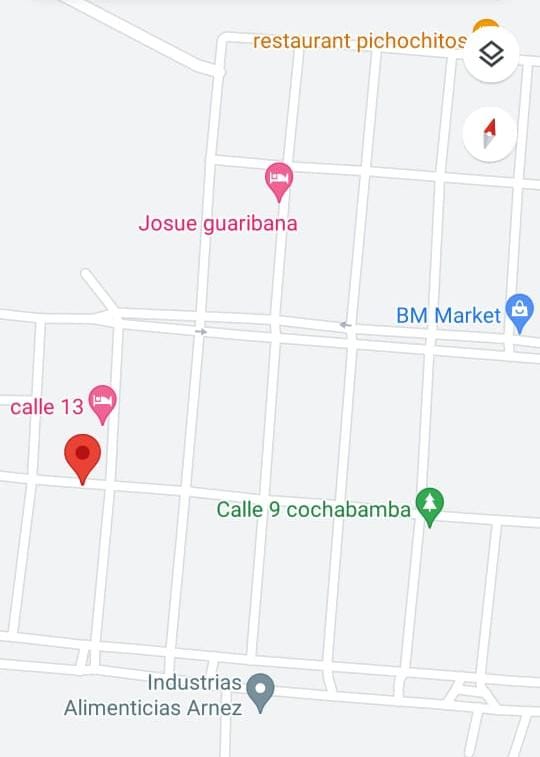 restaurant pichochitos
Josue guaribana
BM Market
calle 13
Calle 9 cochabamba
Industrias
Alimenticias Arnez